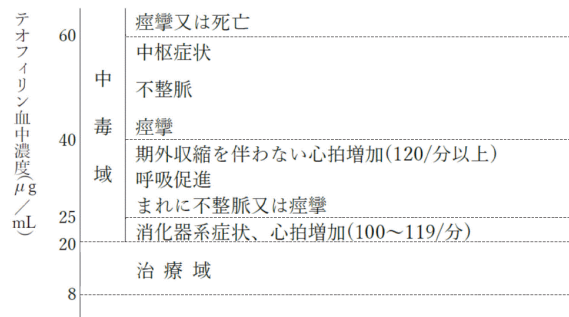 テオフィリン血中濃度(μg/mL)
60
40
25
20
8
中毒域
痙攣又は死亡
中枢症状
不整脈
痙攣
期外収縮を伴わない心拍増加(120/分以上)
呼吸促進
まれに不整脈又は痙攣
消化器系症状、心拍増加(100～119/分)
治療域